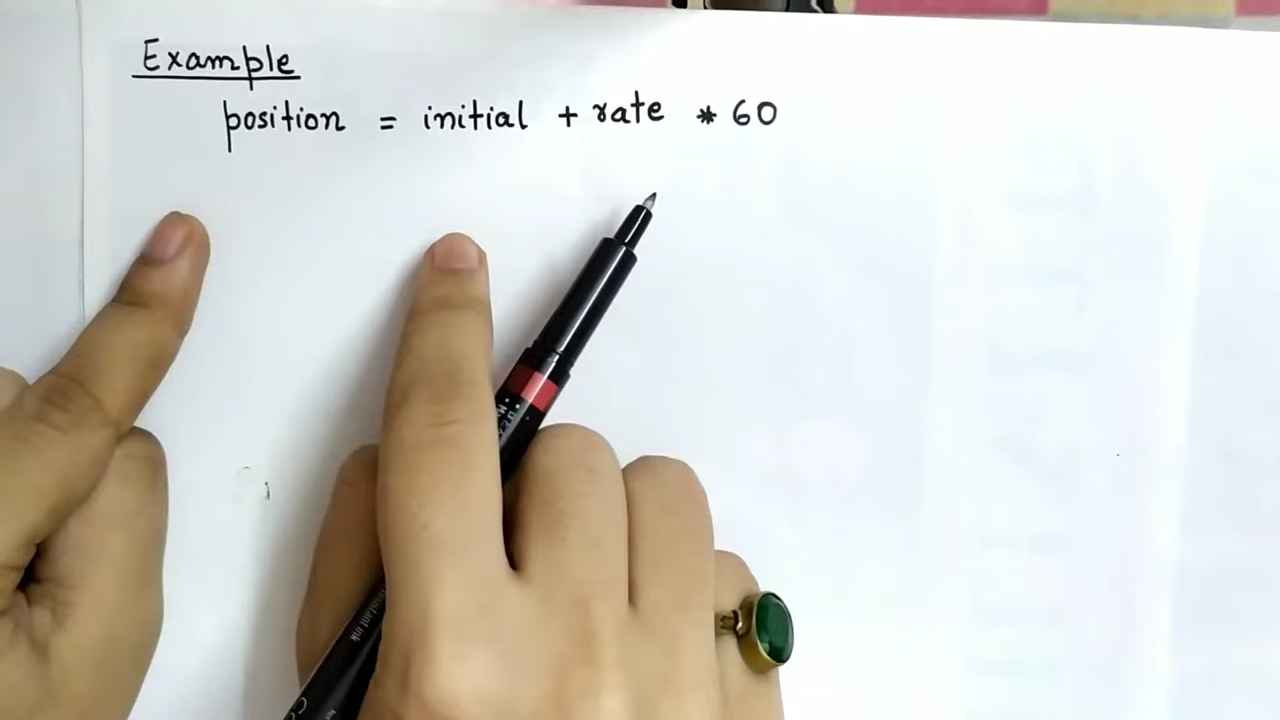 Example
position = initial + rate * 60